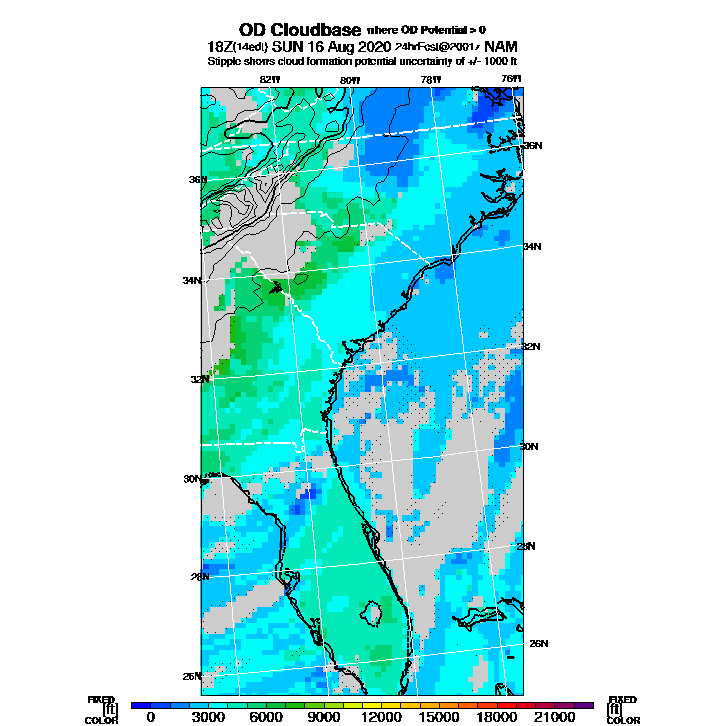 OD Cloudbase where OD Potential > 0
18Z(14edt) SUN 16 Aug 2020 24hrFcst@2001z NAM
Stipple shows cloud formation potential uncertainty of +/- 1000 ft
82W 80W 78W 76W
36N
36N
34N
34N
32N
32N
30N
30N
28N
28N
26N
26N
FIXED FIXED
[ft] [ft]
COLOR 0 3000 6000 9000 12000 15000 18000 21000 COLOR